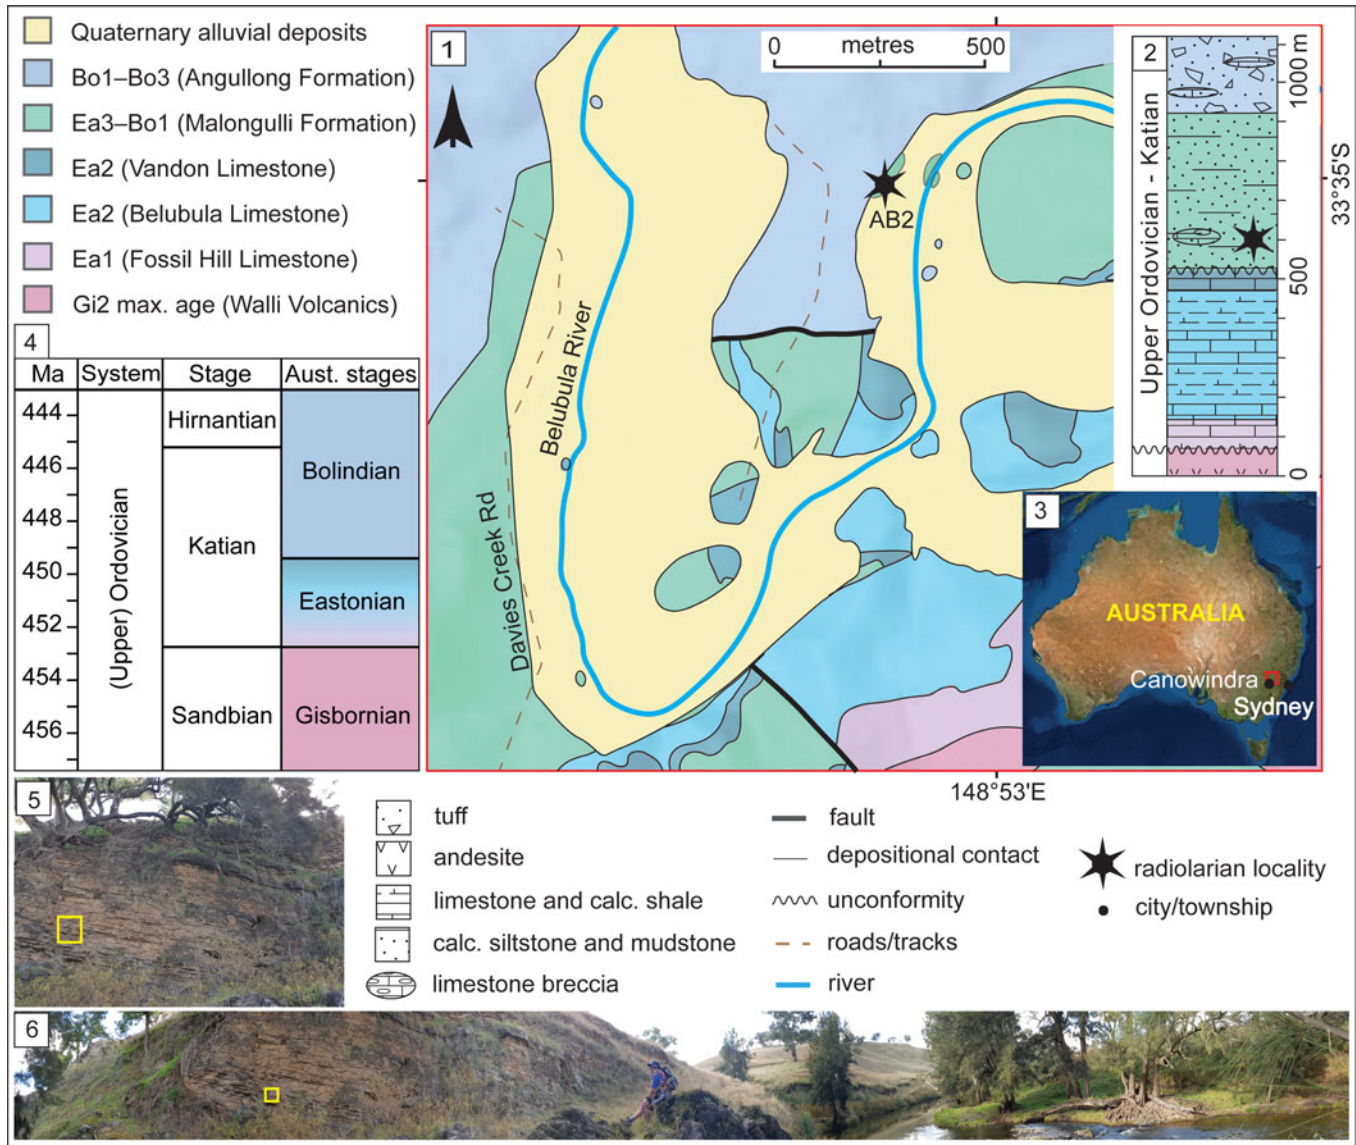 Quaternary alluvial deposits
Bo1–Bo3 (Angullong Formation)
Ea3–Bo1 (Malongulli Formation)
Ea2 (Vandon Limestone)
Ea2 (Belubula Limestone)
Ea1 (Fossil Hill Limestone)
Gi2 max. age (Walli Volcanics)
1
0 metres 500
AB2
Belubula River
Davies Creek Rd
33°35'S
148°53'E
2
Upper Ordovician - Katian
1000 m
500
0
3
AUSTRALIA
Canowindra
Sydney
4
Ma System Stage Aust. stages
444
446
448
450
452
454
456
(Upper) Ordovician
Hirnantian
Katian
Sandbian
Bolindian
Eastonian
Gisbornian
5
tuff
andesite
limestone and calc. shale
calc. siltstone and mudstone
limestone breccia
fault
depositional contact
unconformity
roads/tracks
river
radiolarian locality
city/township
6